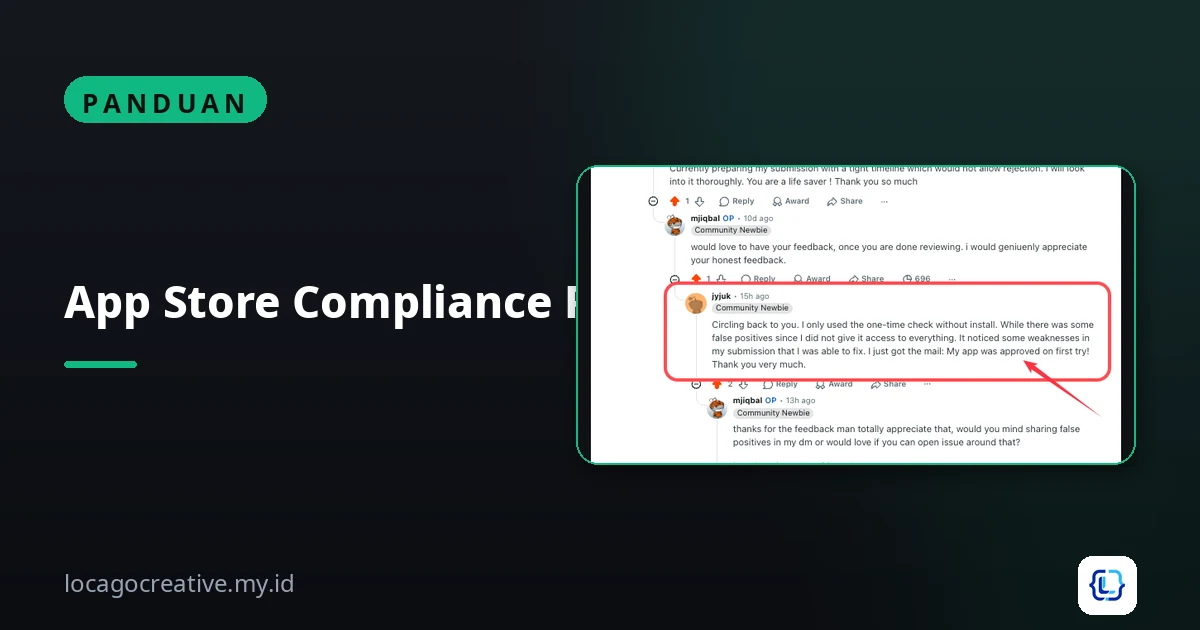 PANDUAN
App Store Compliance
locagocreative.my.id
Currently preparing my submission with a tight timeline which would not allow rejection. I will look
into it thoroughly. You are a life saver ! Thank you so much
1 Reply Award Share ...
mjiqbal OP • 10d ago
Community Newbie
would love to have your feedback, once you are done reviewing. i would geniuenly appreciate
your honest feedback.
1 Reply Award Share 696 ...
jyjuk • 15h ago
Community Newbie
Circling back to you. I only used the one-time check without install. While there was some
false positives since I did not give it access to everything. It noticed some weaknesses in
my submission that I was able to fix. I just got the mail: My app was approved on first try!
Thank you very much.
2 Reply Award Share ...
mjiqbal OP • 13h ago
Community Newbie
thanks for the feedback man totally appreciate that, would you mind sharing false
positives in my dm or would love if you can open issue around that?